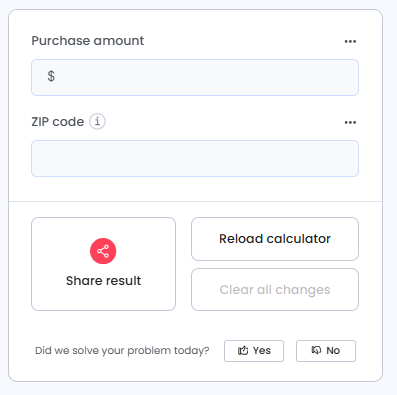 Purchase amount
$
ZIP code
Share result
Reload calculator
Clear all changes
Did we solve your problem today? Yes No